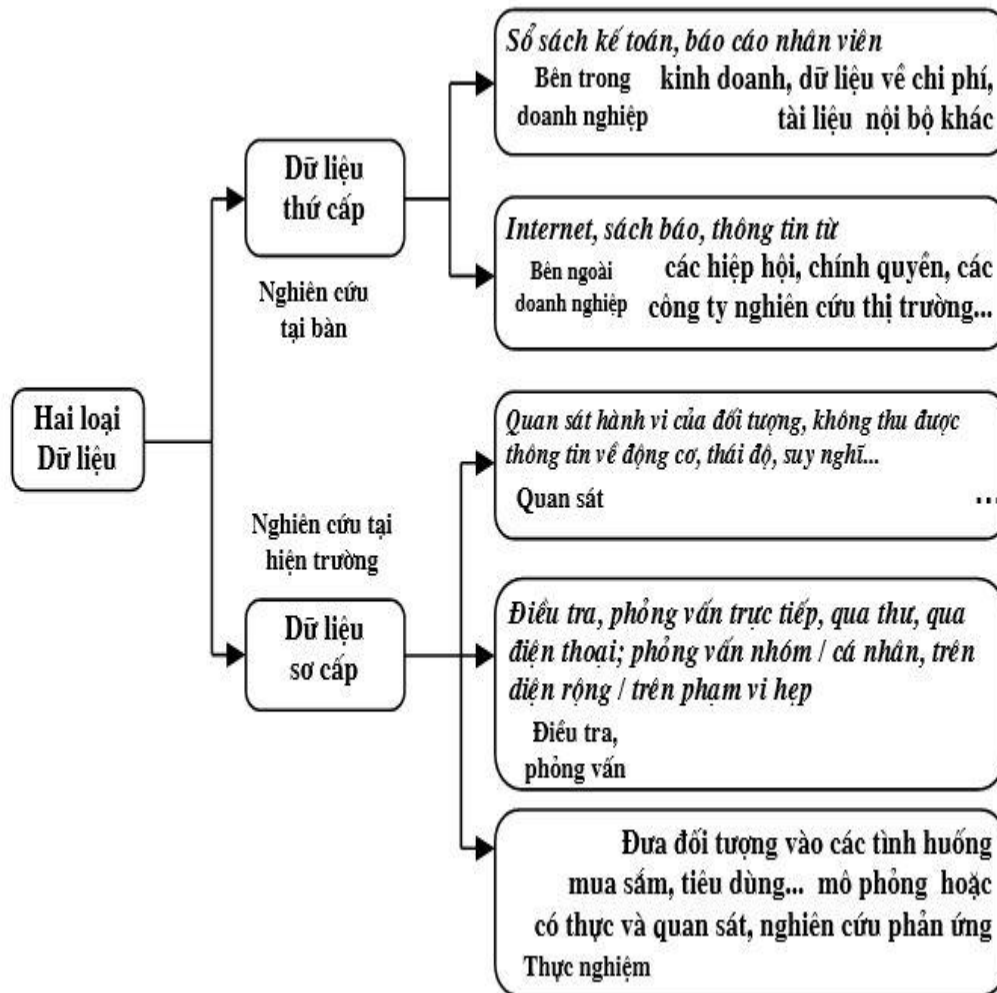 Sổ sách kế toán, báo cáo nhân viên
Bên trong kinh doanh, dữ liệu về chi phí,
doanh nghiệp tài liệu nội bộ khác
Dữ liệu
thứ cấp
Internet, sách báo, thông tin từ
Bên ngoài các hiệp hội, chính quyền, các
doanh nghiệp công ty nghiên cứu thị trường...
Nghiên cứu
tại bàn
Hai loại
Dữ liệu
Quan sát hành vi của đối tượng, không thu được
thông tin về động cơ, thái độ, suy nghĩ...
Quan sát ...
Nghiên cứu tại
hiện trường
Dữ liệu
sơ cấp
Điều tra, phỏng vấn trực tiếp, qua thư, qua
điện thoại; phỏng vấn nhóm / cá nhân, trên
diện rộng / trên phạm vi hẹp
Điều tra,
phỏng vấn
Đưa đối tượng vào các tình huống
mua sắm, tiêu dùng... mô phỏng hoặc
có thực và quan sát, nghiên cứu phản ứng
Thực nghiệm